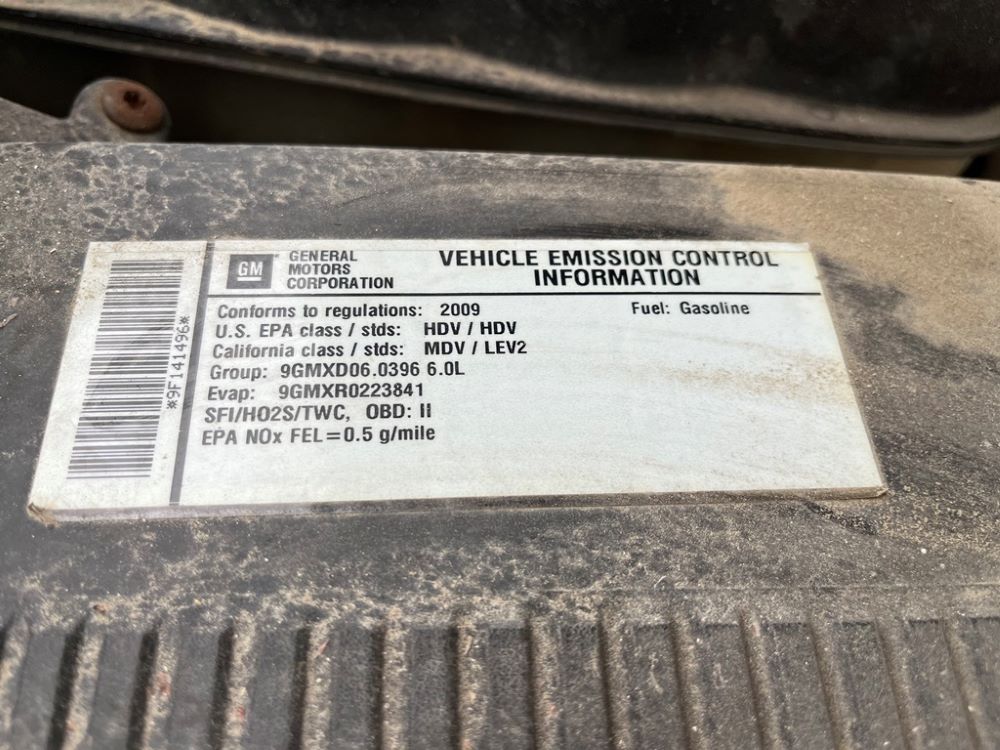 GM
GENERAL
MOTORS
CORPORATION
VEHICLE EMISSION CONTROL
INFORMATION
Conforms to regulations: 2009
Fuel: Gasoline
U.S. EPA class / stds: HDV / HDV
California class / stds: MDV / LEV2
Group: 9GMXD06.0396 6.0L
Evap: 9GMXR0223841
SFI/HO2S/TWC, OBD: II
EPA NOx FEL=0.5 g/mile
*9F141496*